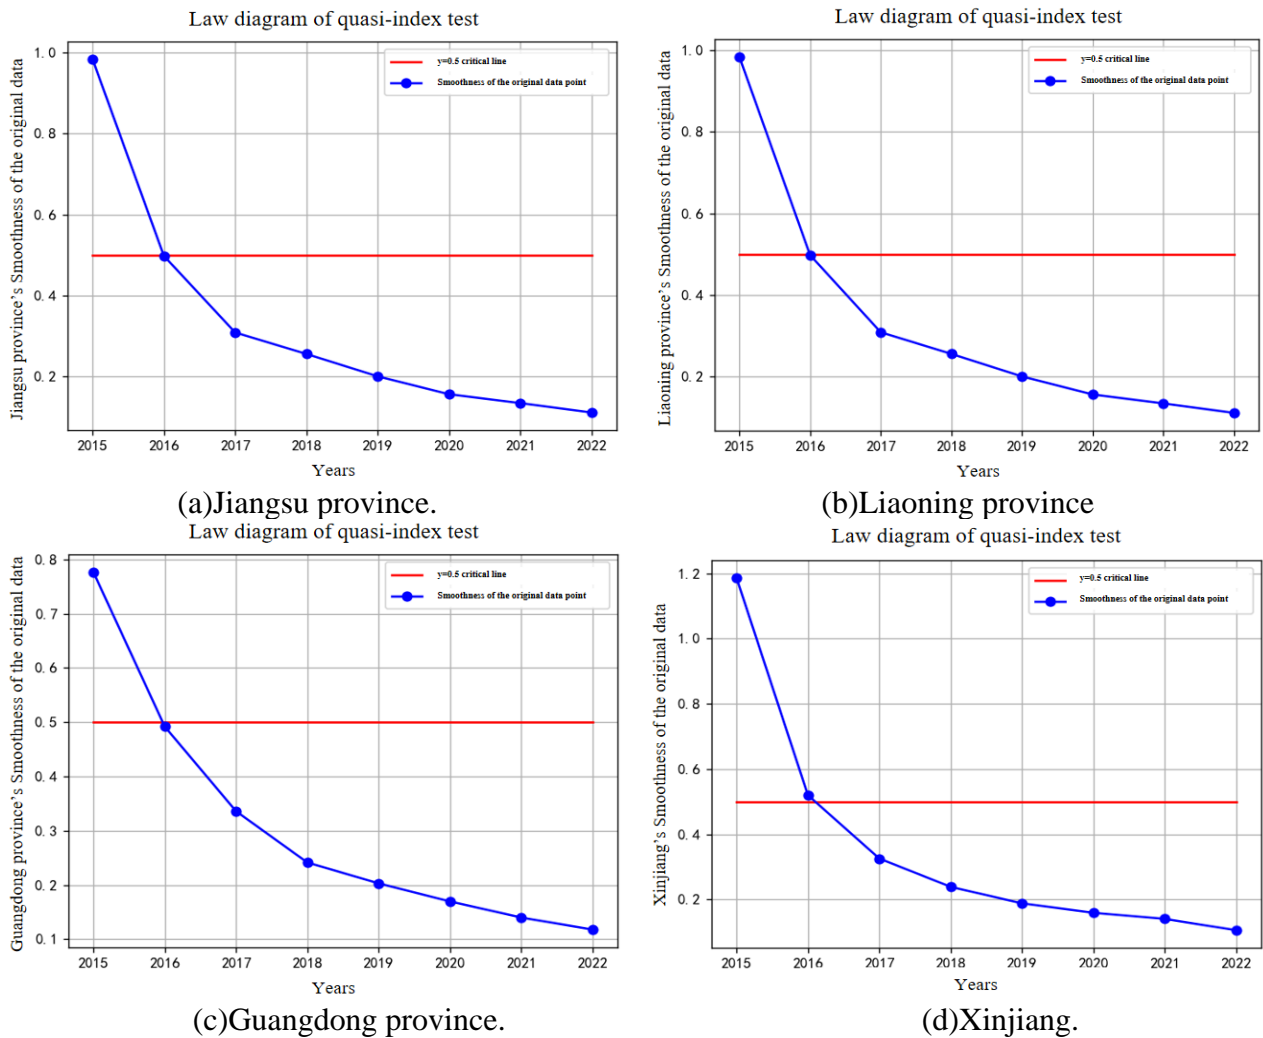 Law diagram of quasi-index test
Jiangsu province's Smoothness of the original data
1.0
0.8
0.6
0.4
0.2
y=0.5 critical line
Smoothness of the original data point
2015 2016 2017 2018 2019 2020 2021 2022
Years
(a)Jiangsu province.
Law diagram of quasi-index test
Liaoning province's Smoothness of the original data
1.0
0.8
0.6
0.4
0.2
y=0.5 critical line
Smoothness of the original data point
2015 2016 2017 2018 2019 2020 2021 2022
Years
(b)Liaoning province
Law diagram of quasi-index test
Guangdong province's Smoothness of the original data
0.8
0.7
0.6
0.5
0.4
0.3
0.2
0.1
y=0.5 critical line
Smoothness of the original data point
2015 2016 2017 2018 2019 2020 2021 2022
Years
(c)Guangdong province.
Law diagram of quasi-index test
Xinjiang's Smoothness of the original data
1.2
1.0
0.8
0.6
0.4
0.2
y=0.5 critical line
Smoothness of the original data point
2015 2016 2017 2018 2019 2020 2021 2022
Years
(d)Xinjiang.